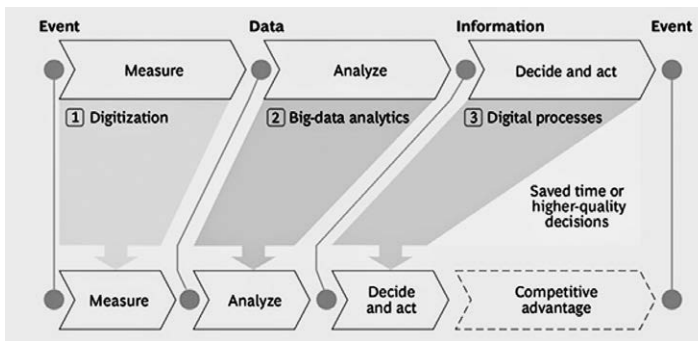 Event Data Information Event
Measure Analyze Decide and act
1 Digitization 2 Big-data analytics 3 Digital processes
Saved time or
higher-quality
decisions
Measure Analyze Decide
and act Competitive
advantage